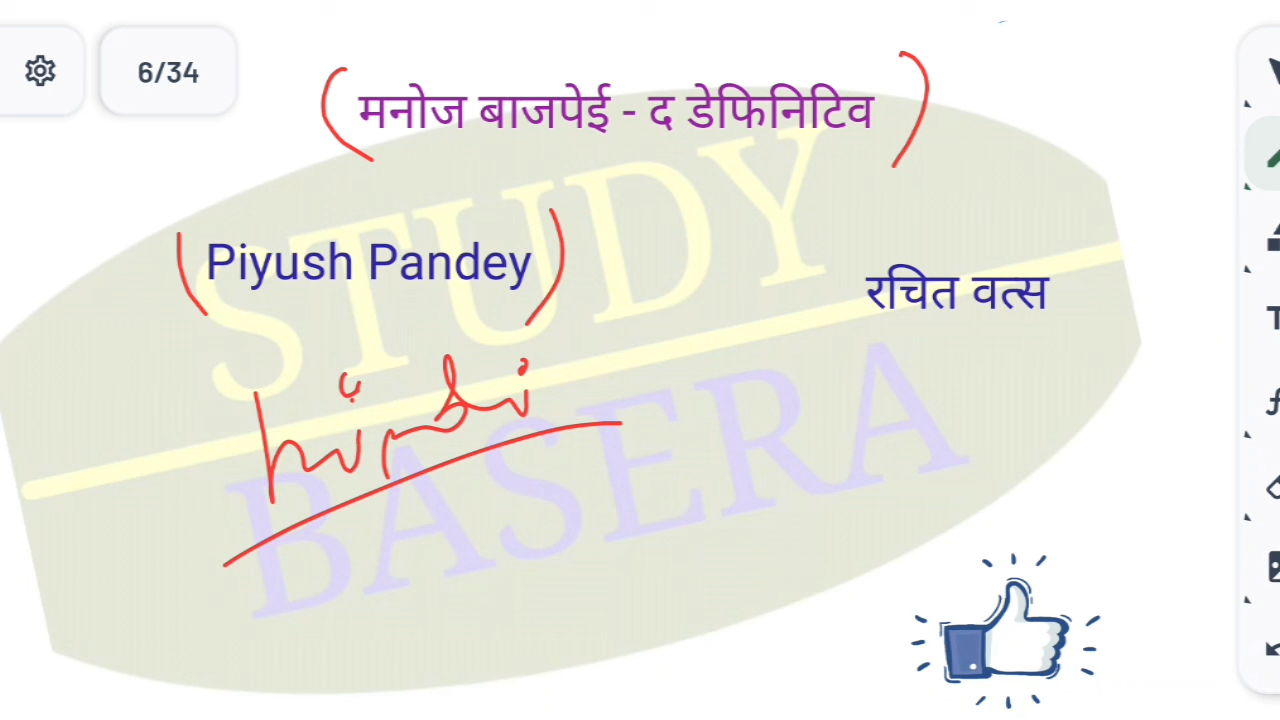 6/34
मनोज बाजपेई - द डेफिनिटिव
Piyush Pandey
रचित वत्स
hindi
STUDY
BASERA